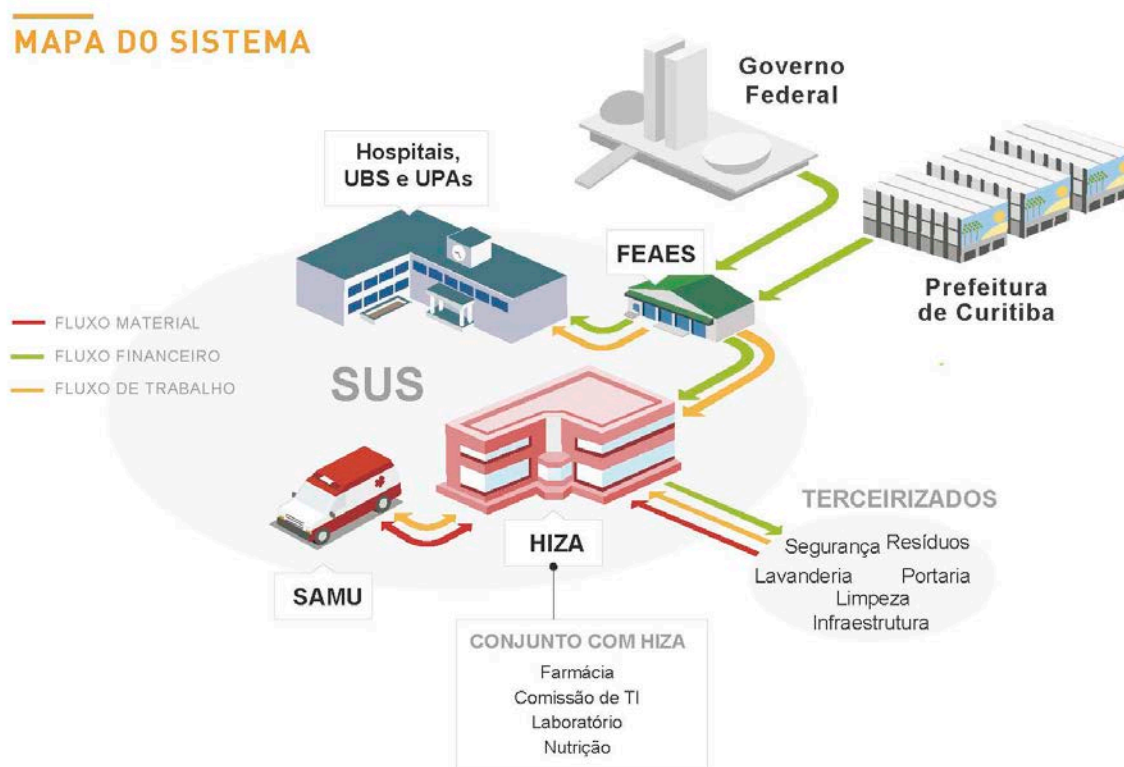 MAPA DO SISTEMA
Governo
Federal
Hospitais,
UBS e UPAs
FEAES
Prefeitura
de Curitiba
FLUXO MATERIAL
FLUXO FINANCEIRO
FLUXO DE TRABALHO
SUS
TERCEIRIZADOS
Segurança Resíduos
Lavanderia Portaria
Limpeza
Infraestrutura
HIZA
SAMU
CONJUNTO COM HIZA
Farmácia
Comissão de TI
Laboratório
Nutrição